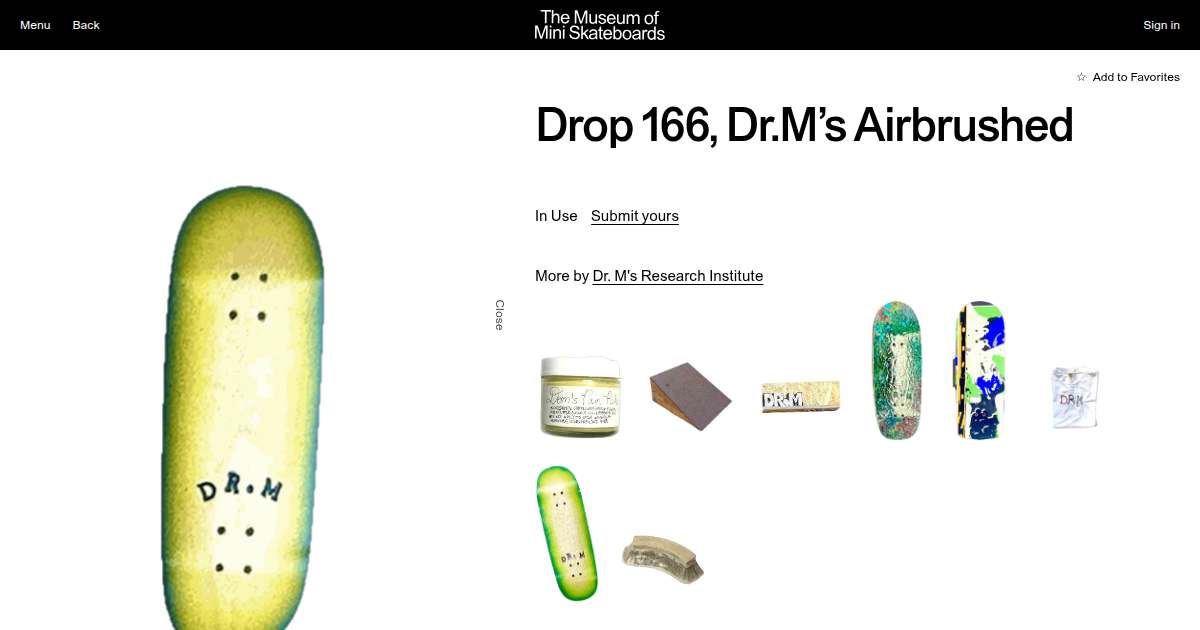 Menu
Back
The Museum of
Mini Skateboards
Sign in
☆ Add to Favorites
Drop 166, Dr.M’s Airbrushed
In Use
Submit yours
More by Dr. M's Research Institute
Close
DR.M
DR.M
DRM
DR.M